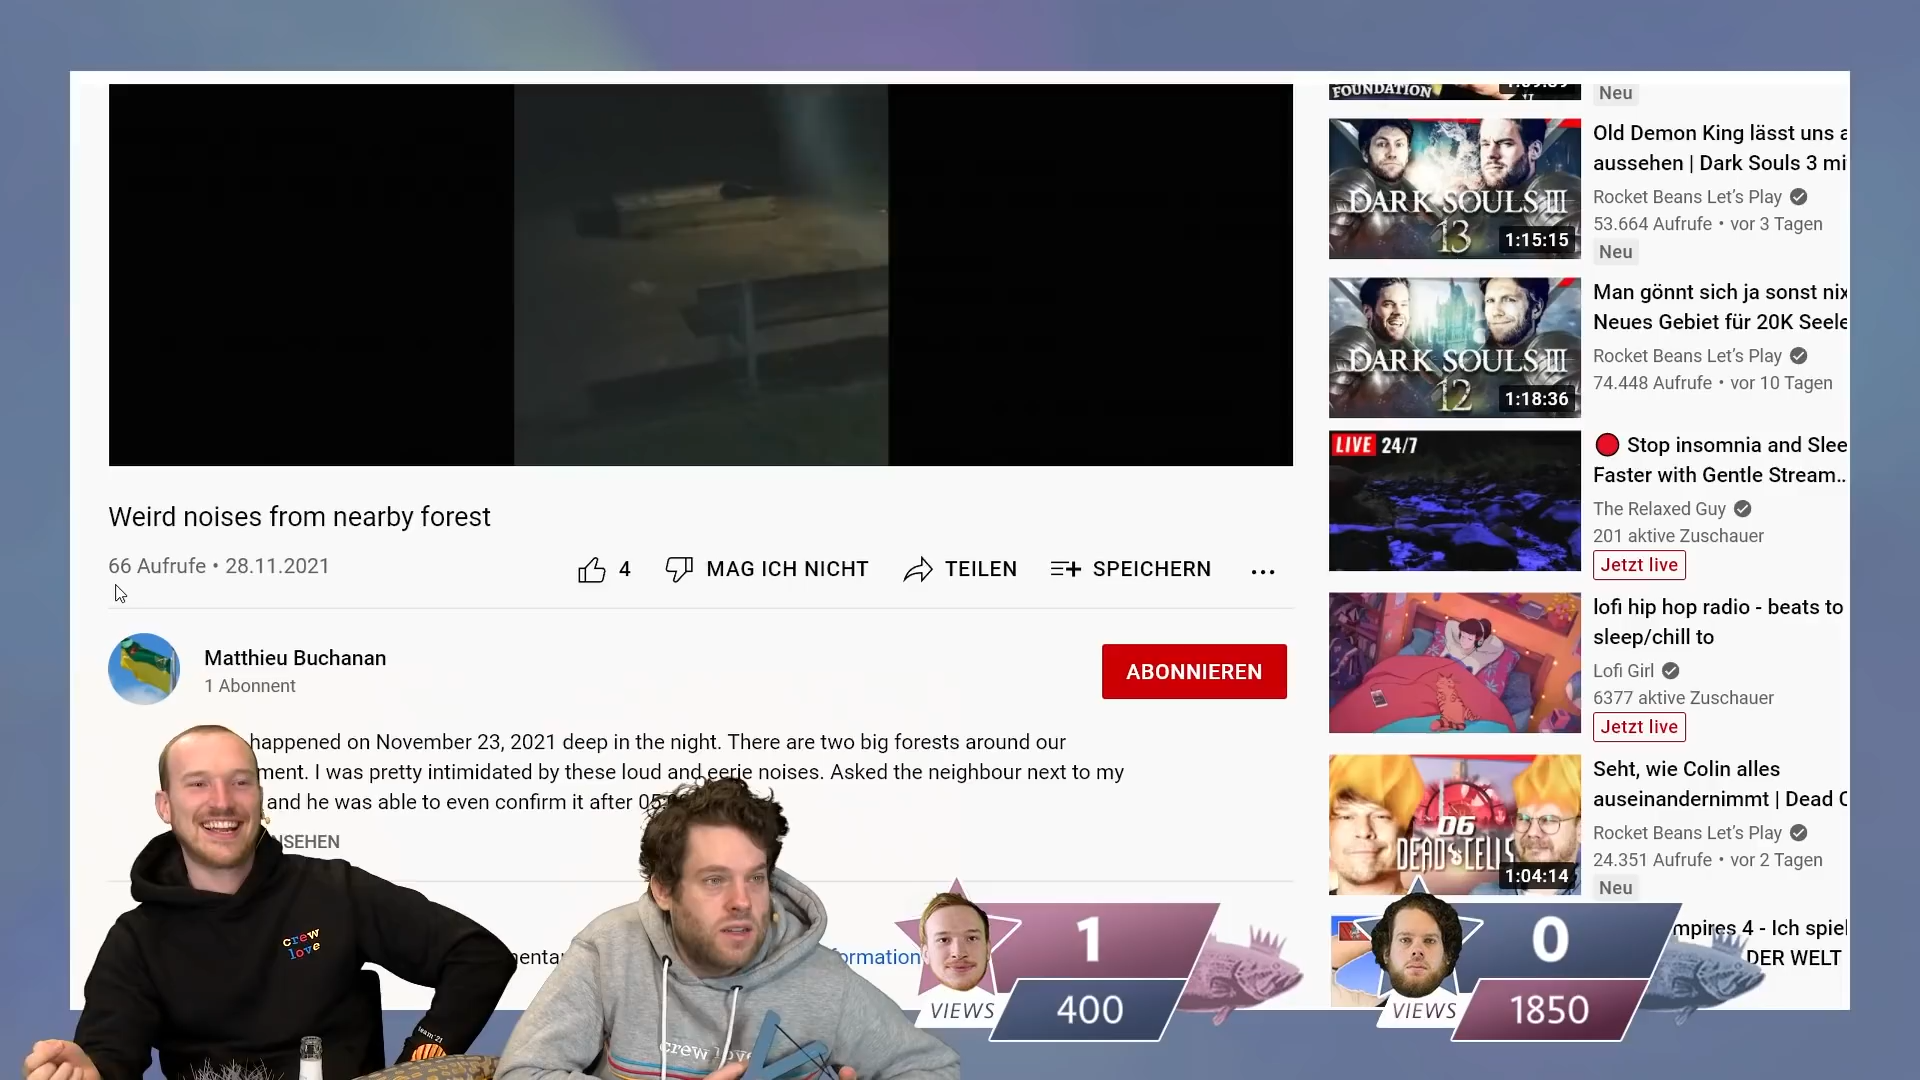 FOUNDATION
Neu
Old Demon King lässt uns a
aussehen | Dark Souls 3 mi
Rocket Beans Let's Play
53.664 Aufrufe • vor 3 Tagen
Neu
DARK SOULS III
13
1:15:15
Man gönnt sich ja sonst nix
Neues Gebiet für 20K Seele
Rocket Beans Let's Play
74.448 Aufrufe • vor 10 Tagen
DARK SOULS III
12
1:18:36
LIVE 24/7
Stop insomnia and Slee
Faster with Gentle Stream..
The Relaxed Guy
201 aktive Zuschauer
Jetzt live
lofi hip hop radio - beats to
sleep/chill to
Lofi Girl
6377 aktive Zuschauer
Jetzt live
Seht, wie Colin alles
auseinandernimmt | Dead C
Rocket Beans Let's Play
24.351 Aufrufe • vor 2 Tagen
Neu
06
DEAD CELLS
1:04:14
mpires 4 - Ich spiel
DER WELT
Weird noises from nearby forest
66 Aufrufe • 28.11.2021
4
MAG ICH NICHT
TEILEN
SPEICHERN
...
Matthieu Buchanan
1 Abonnent
ABONNIEREN
happened on November 23, 2021 deep in the night. There are two big forests around our
ment. I was pretty intimidated by these loud and eerie noises. Asked the neighbour next to my
and he was able to even confirm it after 05
NSEHEN
menta
formation
crew
love
team'21
crew love
1
VIEWS
400
0
VIEWS
1850